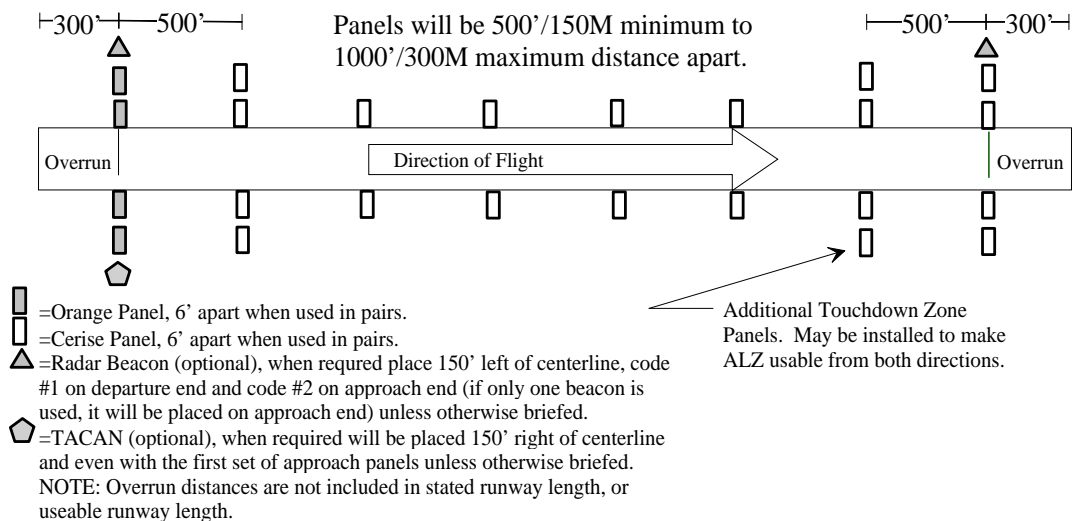 300’ 500’ Panels will be 500’/150M minimum to 500’ 300’
1000’/300M maximum distance apart.
Overrun Direction of Flight Overrun
=Orange Panel, 6’ apart when used in pairs.
=Cerise Panel, 6’ apart when used in pairs.
=Radar Beacon (optional), when requred place 150’ left of centerline, code
#1 on departure end and code #2 on approach end (if only one beacon is
used, it will be placed on approach end) unless otherwise briefed.
=TACAN (optional), when required will be placed 150’ right of centerline
and even with the first set of approach panels unless otherwise briefed.
NOTE: Overrun distances are not included in stated runway length, or
useable runway length.
Additional Touchdown Zone
Panels. May be installed to make
ALZ usable from both directions.